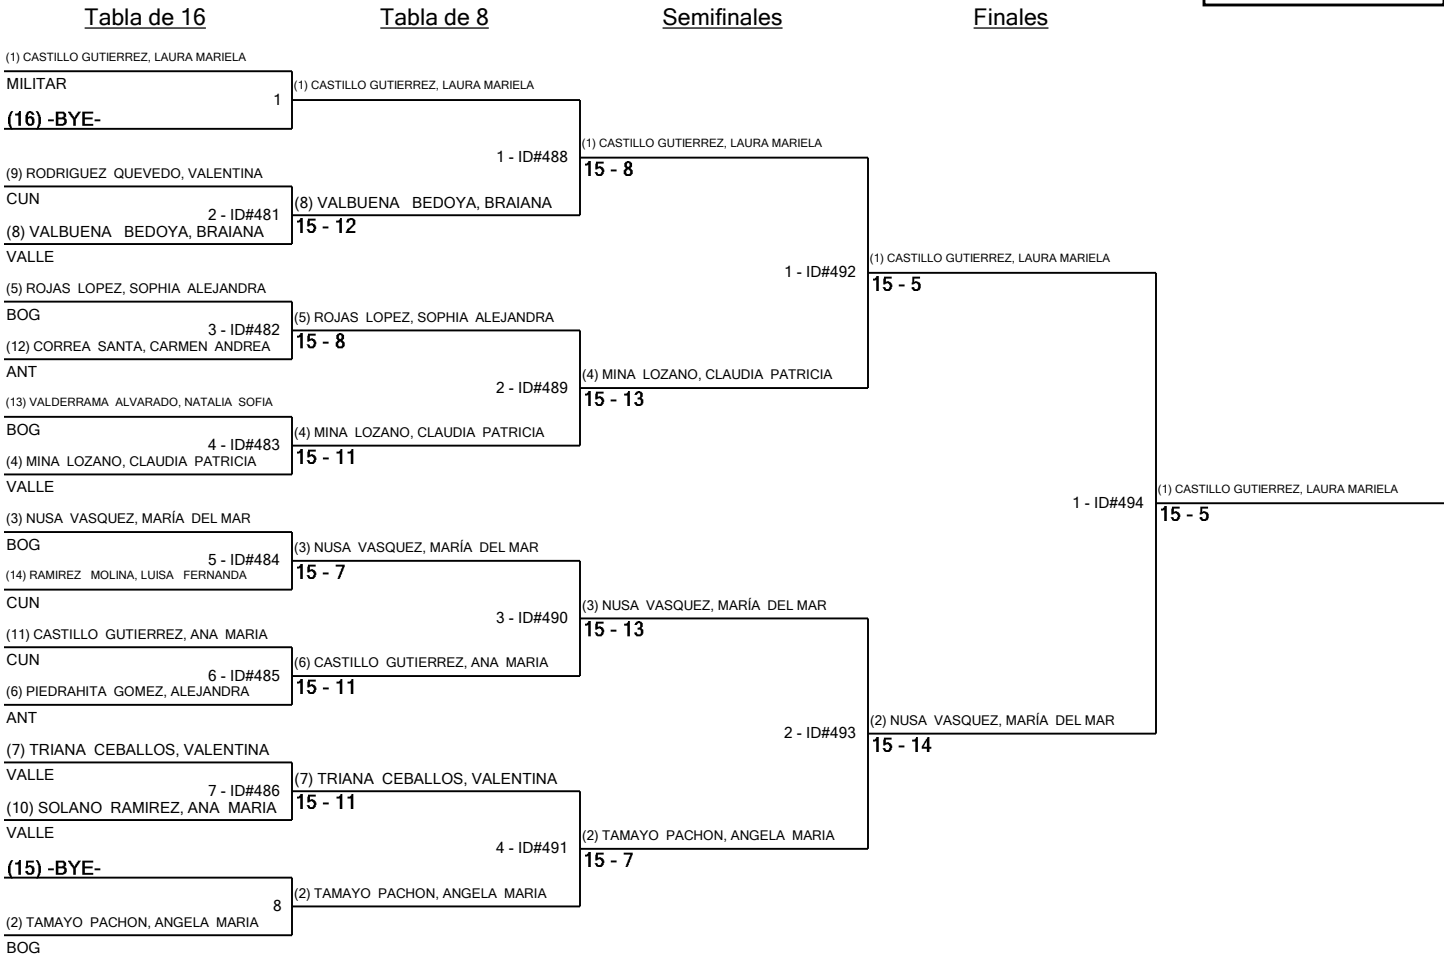 Tabla de 16
Tabla de 8
Semifinales
Finales
(1) CASTILLO GUTIERREZ, LAURA MARIELA
MILITAR
1
(16) -BYE-
(9) RODRIGUEZ QUEVEDO, VALENTINA
CUN
2 - ID#481
(8) VALBUENA BEDOYA, BRAIANA
VALLE
(5) ROJAS LOPEZ, SOPHIA ALEJANDRA
BOG
3 - ID#482
(12) CORREA SANTA, CARMEN ANDREA
ANT
(13) VALDERRAMA ALVARADO, NATALIA SOFIA
BOG
4 - ID#483
(4) MINA LOZANO, CLAUDIA PATRICIA
VALLE
(3) NUSA VASQUEZ, MARÍA DEL MAR
BOG
5 - ID#484
(14) RAMIREZ MOLINA, LUISA FERNANDA
CUN
(11) CASTILLO GUTIERREZ, ANA MARIA
CUN
6 - ID#485
(6) PIEDRAHITA GOMEZ, ALEJANDRA
ANT
(7) TRIANA CEBALLOS, VALENTINA
VALLE
7 - ID#486
(10) SOLANO RAMIREZ, ANA MARIA
VALLE
(15) -BYE-
8
(2) TAMAYO PACHON, ANGELA MARIA
BOG
(1) CASTILLO GUTIERREZ, LAURA MARIELA
1 - ID#488
(8) VALBUENA BEDOYA, BRAIANA
15 - 12
(5) ROJAS LOPEZ, SOPHIA ALEJANDRA
15 - 8
2 - ID#489
(4) MINA LOZANO, CLAUDIA PATRICIA
15 - 11
(3) NUSA VASQUEZ, MARÍA DEL MAR
15 - 7
3 - ID#490
(6) CASTILLO GUTIERREZ, ANA MARIA
15 - 11
(7) TRIANA CEBALLOS, VALENTINA
15 - 11
4 - ID#491
(2) TAMAYO PACHON, ANGELA MARIA
(1) CASTILLO GUTIERREZ, LAURA MARIELA
15 - 8
1 - ID#492
(4) MINA LOZANO, CLAUDIA PATRICIA
15 - 13
(3) NUSA VASQUEZ, MARÍA DEL MAR
15 - 13
2 - ID#493
(2) TAMAYO PACHON, ANGELA MARIA
15 - 7
(1) CASTILLO GUTIERREZ, LAURA MARIELA
15 - 5
1 - ID#494
(2) NUSA VASQUEZ, MARÍA DEL MAR
15 - 14
(1) CASTILLO GUTIERREZ, LAURA MARIELA
15 - 5